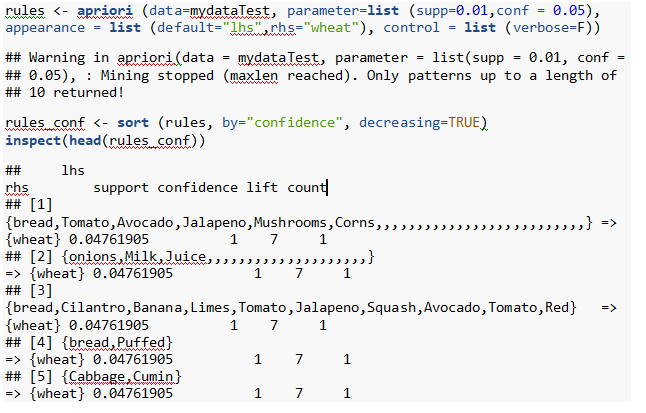 rules <- apriori (data=mydataTest, parameter=list (supp=0.01,conf = 0.05),
appearance = list (default="lhs",rhs="wheat"), control = list (verbose=F))
## Warning in apriori(data = mydataTest, parameter = list(supp = 0.01, conf =
## 0.05), : Mining stopped (maxlen reached). Only patterns up to a length of
## 10 returned!
rules_conf <- sort (rules, by="confidence", decreasing=TRUE)
inspect(head(rules_conf))
##     lhs
rhs        support confidence lift count
## [1]
{bread,Tomato,Avocado,Jalapeno,Mushrooms,Corns,,,,,,,,,,,,,,,,,,,,,,,,,,} =>
{wheat} 0.04761905          1    7     1
## [2] {onions,Milk,Juice,,,,,,,,,,,,,,,,,,,,}
=> {wheat} 0.04761905          1    7     1
## [3]
{bread,Cilantro,Banana,Limes,Tomato,Jalapeno,Squash,Avocado,Tomato,Red}   =>
{wheat} 0.04761905          1    7     1
## [4] {bread,Puffed}
=> {wheat} 0.04761905          1    7     1
## [5] {Cabbage,Cumin}
=> {wheat} 0.04761905          1    7     1